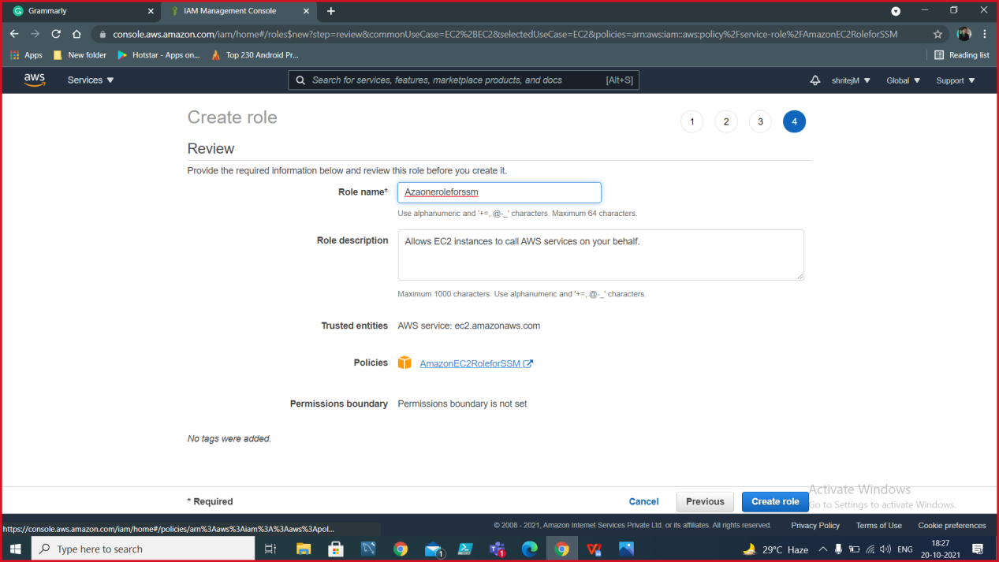 Grammarly
IAM Management Console
console.aws.amazon.com/iam/home#/roles$new?step=review&commonUseCase=EC2%2BEC2&selectedUseCase=EC2&policies=arn:aws:iam::aws:policy%2Fservice-role%2FAmazonEC2RoleforSSM
Apps
New folder
Hotstar - Apps on...
Top 230 Android Pr...
Reading list
aws
Services
Search for services, features, marketplace products, and docs [Alt+S]
shritejM
Global
Support
Create role
1 2 3 4
Review
Provide the required information below and review this role before you create it.
Role name* Azaoneroleforssm
Use alphanumeric and '+=,.@-_' characters. Maximum 64 characters.
Role description Allows EC2 instances to call AWS services on your behalf.
Maximum 1000 characters. Use alphanumeric and '+=,.@-_' characters.
Trusted entities AWS service: ec2.amazonaws.com
Policies AmazonEC2RoleforSSM
Permissions boundary Permissions boundary is not set
No tags were added.
Activate Windows
* Required Cancel Previous Create role Go to Settings to activate Windows.
https://console.aws.amazon.com/iam/home#/policies/arn%3Aaws%3Aiam%3A%3Aaws%3Apol...
© 2008 - 2021, Amazon Internet Services Private Ltd. or its affiliates. All rights reserved. Privacy Policy Terms of Use Cookie preferences
Type here to search
1
1
29°C Haze
ENG
18:27
20-10-2021